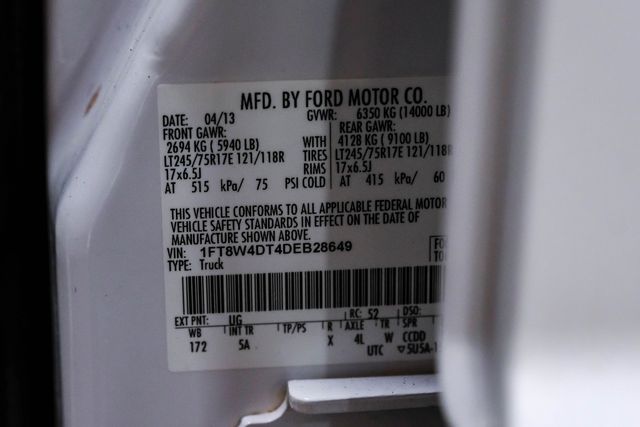 MFD. BY FORD MOTOR CO.
DATE: 04/13 GVWR: 6350 KG (14000 LB)
FRONT GAWR: REAR GAWR:
2694 KG ( 5940 LB) WITH 4128 KG ( 9100 LB)
LT245/75R17E 121/118R TIRES LT245/75R17E 121/118R
17x6.5J RIMS 17x6.5J
AT 515 kPa/ 75 PSI COLD AT 415 kPa/ 60
THIS VEHICLE CONFORMS TO ALL APPLICABLE FEDERAL MOTOR
VEHICLE SAFETY STANDARDS IN EFFECT ON THE DATE OF
MANUFACTURE SHOWN ABOVE.
VIN: 1FT8W4DT4DEB28649
TYPE: Truck
EXT PNT: UG RC: 52 DSO:
WB INT TR TP/PS R AXLE TR SPR
172 5A X 4L W CCDD
UTC ▽5U5A-